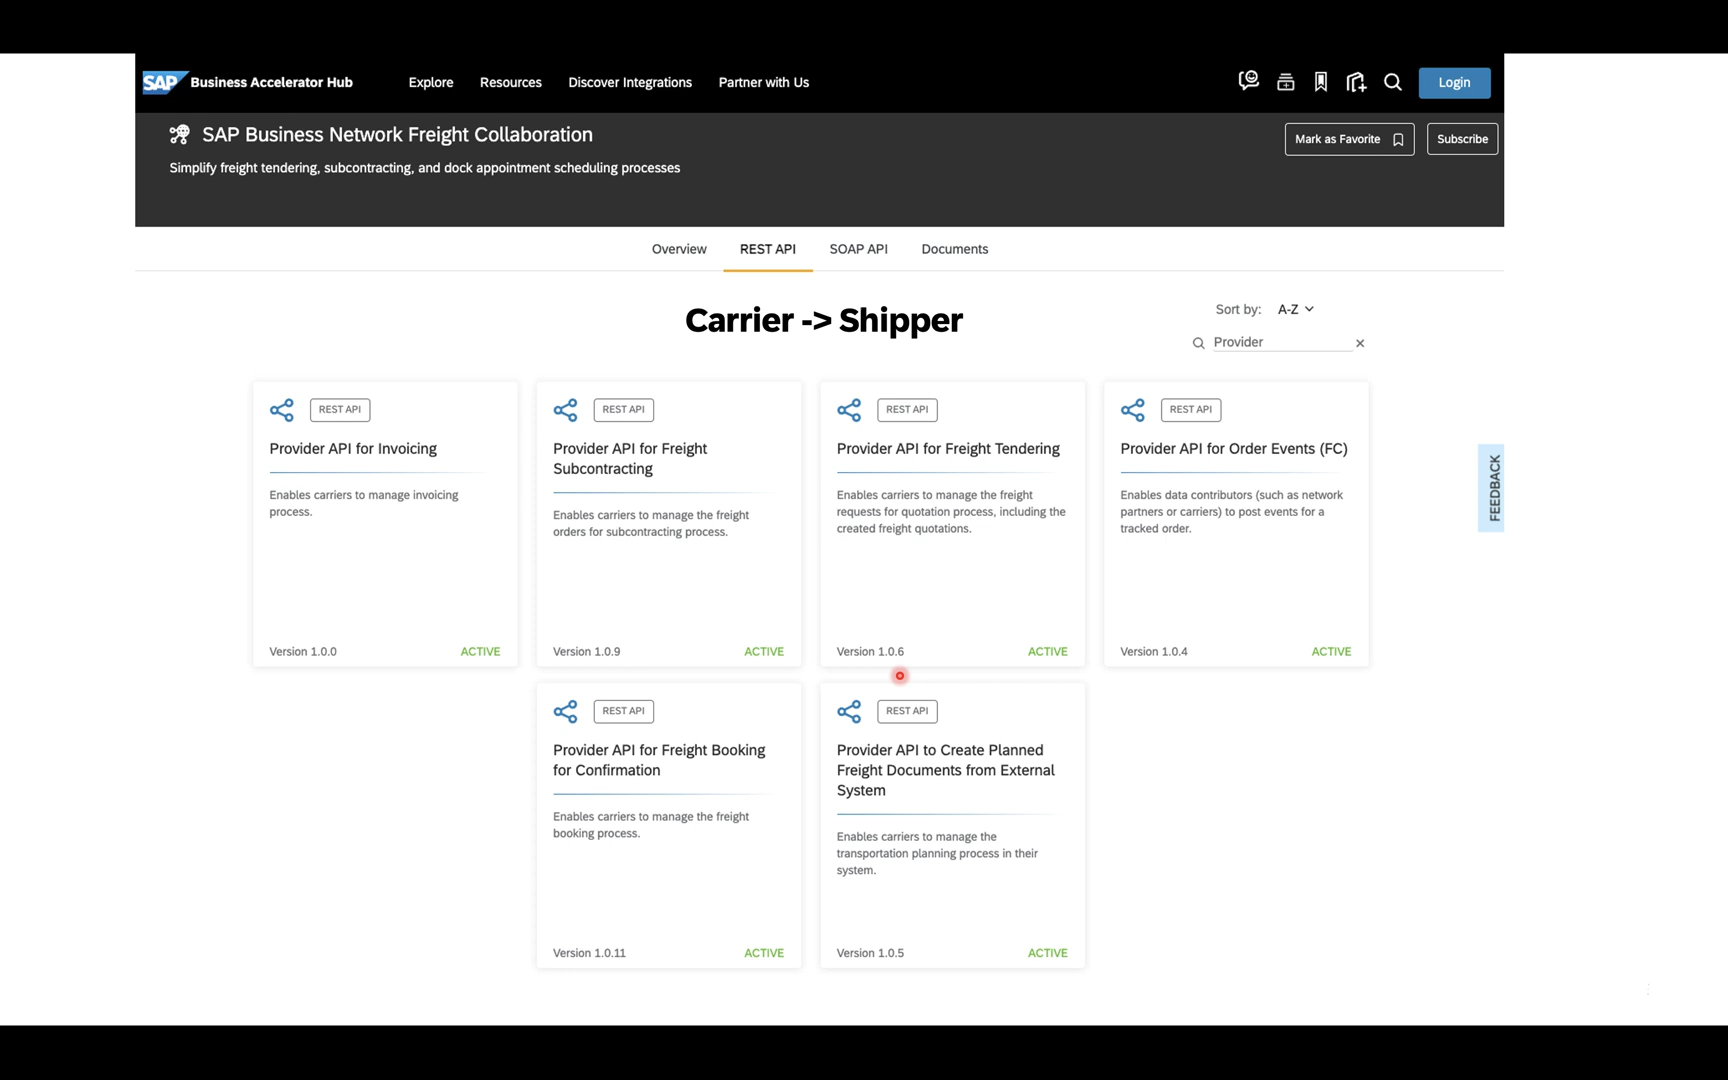 SAP Business Accelerator Hub
Explore
Resources
Discover Integrations
Partner with Us
Login
SAP Business Network Freight Collaboration
Mark as Favorite
Subscribe
Simplify freight tendering, subcontracting, and dock appointment scheduling processes
Overview
REST API
SOAP API
Documents
Carrier -> Shipper
Sort by: A-Z
Provider
REST API
Provider API for Invoicing
Enables carriers to manage invoicing
process.
Version 1.0.0
ACTIVE
REST API
Provider API for Freight
Subcontracting
Enables carriers to manage the freight
orders for subcontracting process.
Version 1.0.9
ACTIVE
REST API
Provider API for Freight Tendering
Enables carriers to manage the freight
requests for quotation process, including the
created freight quotations.
Version 1.0.6
ACTIVE
REST API
Provider API for Order Events (FC)
Enables data contributors (such as network
partners or carriers) to post events for a
tracked order.
Version 1.0.4
ACTIVE
FEEDBACK
REST API
Provider API for Freight Booking
for Confirmation
Enables carriers to manage the freight
booking process.
Version 1.0.11
ACTIVE
REST API
Provider API to Create Planned
Freight Documents from External
System
Enables carriers to manage the
transportation planning process in their
system.
Version 1.0.5
ACTIVE